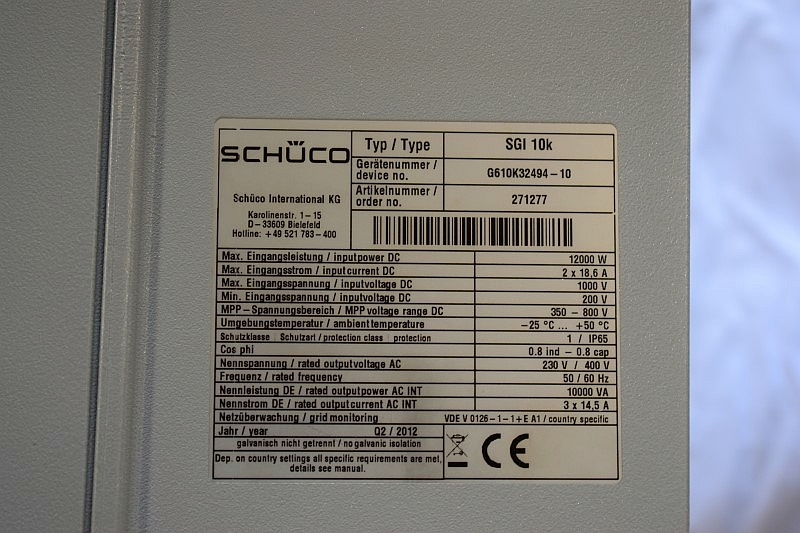 SCHÜCO
Schüco International KG
Karolinenstr. 1–15
D–33609 Bielefeld
Hotline: +49 521 783–400
Typ / Type SGI 10k
Gerätenummer / device no. G610K32494–10
Artikelnummer / order no. 271277
Max. Eingangsleistung / inputpower DC 12000 W
Max. Eingangsstrom / inputcurrent DC 2 x 18,6 A
Max. Eingangsspannung / inputvoltage DC 1000 V
Min. Eingangsspannung / inputvoltage DC 200 V
MPP–Spannungsbereich / MPP voltage range DC 350 – 800 V
Umgebungstemperatur / ambient temperature –25 °C ... +50 °C
Schutzklasse | Schutzart / protection class | protection 1 / IP65
Cos phi 0.8 ind – 0.8 cap
Nennspannung / rated outputvoltage AC 230 V / 400 V
Frequenz / rated frequency 50 / 60 Hz
Nennleistung DE / rated outputpower AC INT 10000 VA
Nennstrom DE / rated outputcurrent AC INT 3 x 14,5 A
Netzüberwachung / grid monitoring VDE V 0126–1–1+E A1 / country specific
Jahr / year Q2 / 2012
galvanisch nicht getrennt / no galvanic isolation
Dep. on country settings all specific requirements are met,
details see manual.
CE